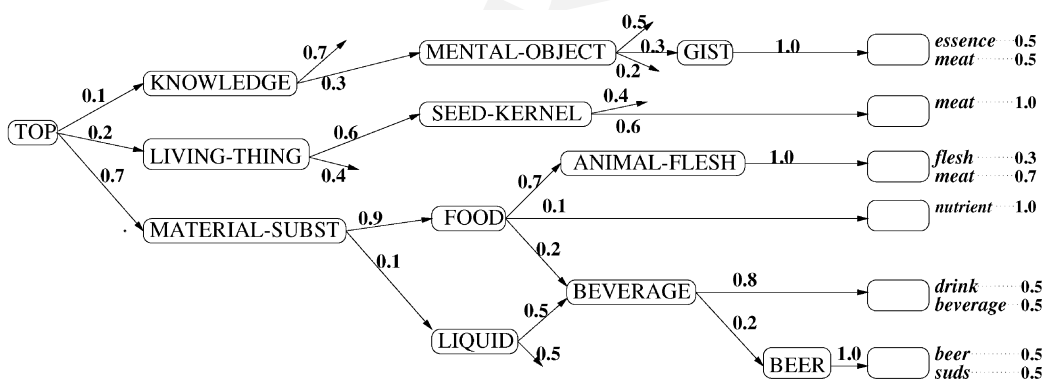 0.5
MENTAL-OBJECT 0.3 GIST 1.0 essence 0.5
meat 0.5
0.7
0.2
KNOWLEDGE 0.3
0.1
0.4
SEED-KERNEL 0.6 meat 1.0
TOP 0.2 0.6
LIVING-THING 0.4
ANIMAL-FLESH 1.0 flesh 0.3
meat 0.7
0.7
0.7
MATERIAL-SUBST 0.9 FOOD 0.1 nutrient 1.0
0.2
0.1
BEVERAGE 0.8 drink 0.5
beverage 0.5
0.5
0.2
LIQUID 0.5
BEER 1.0 beer 0.5
suds 0.5